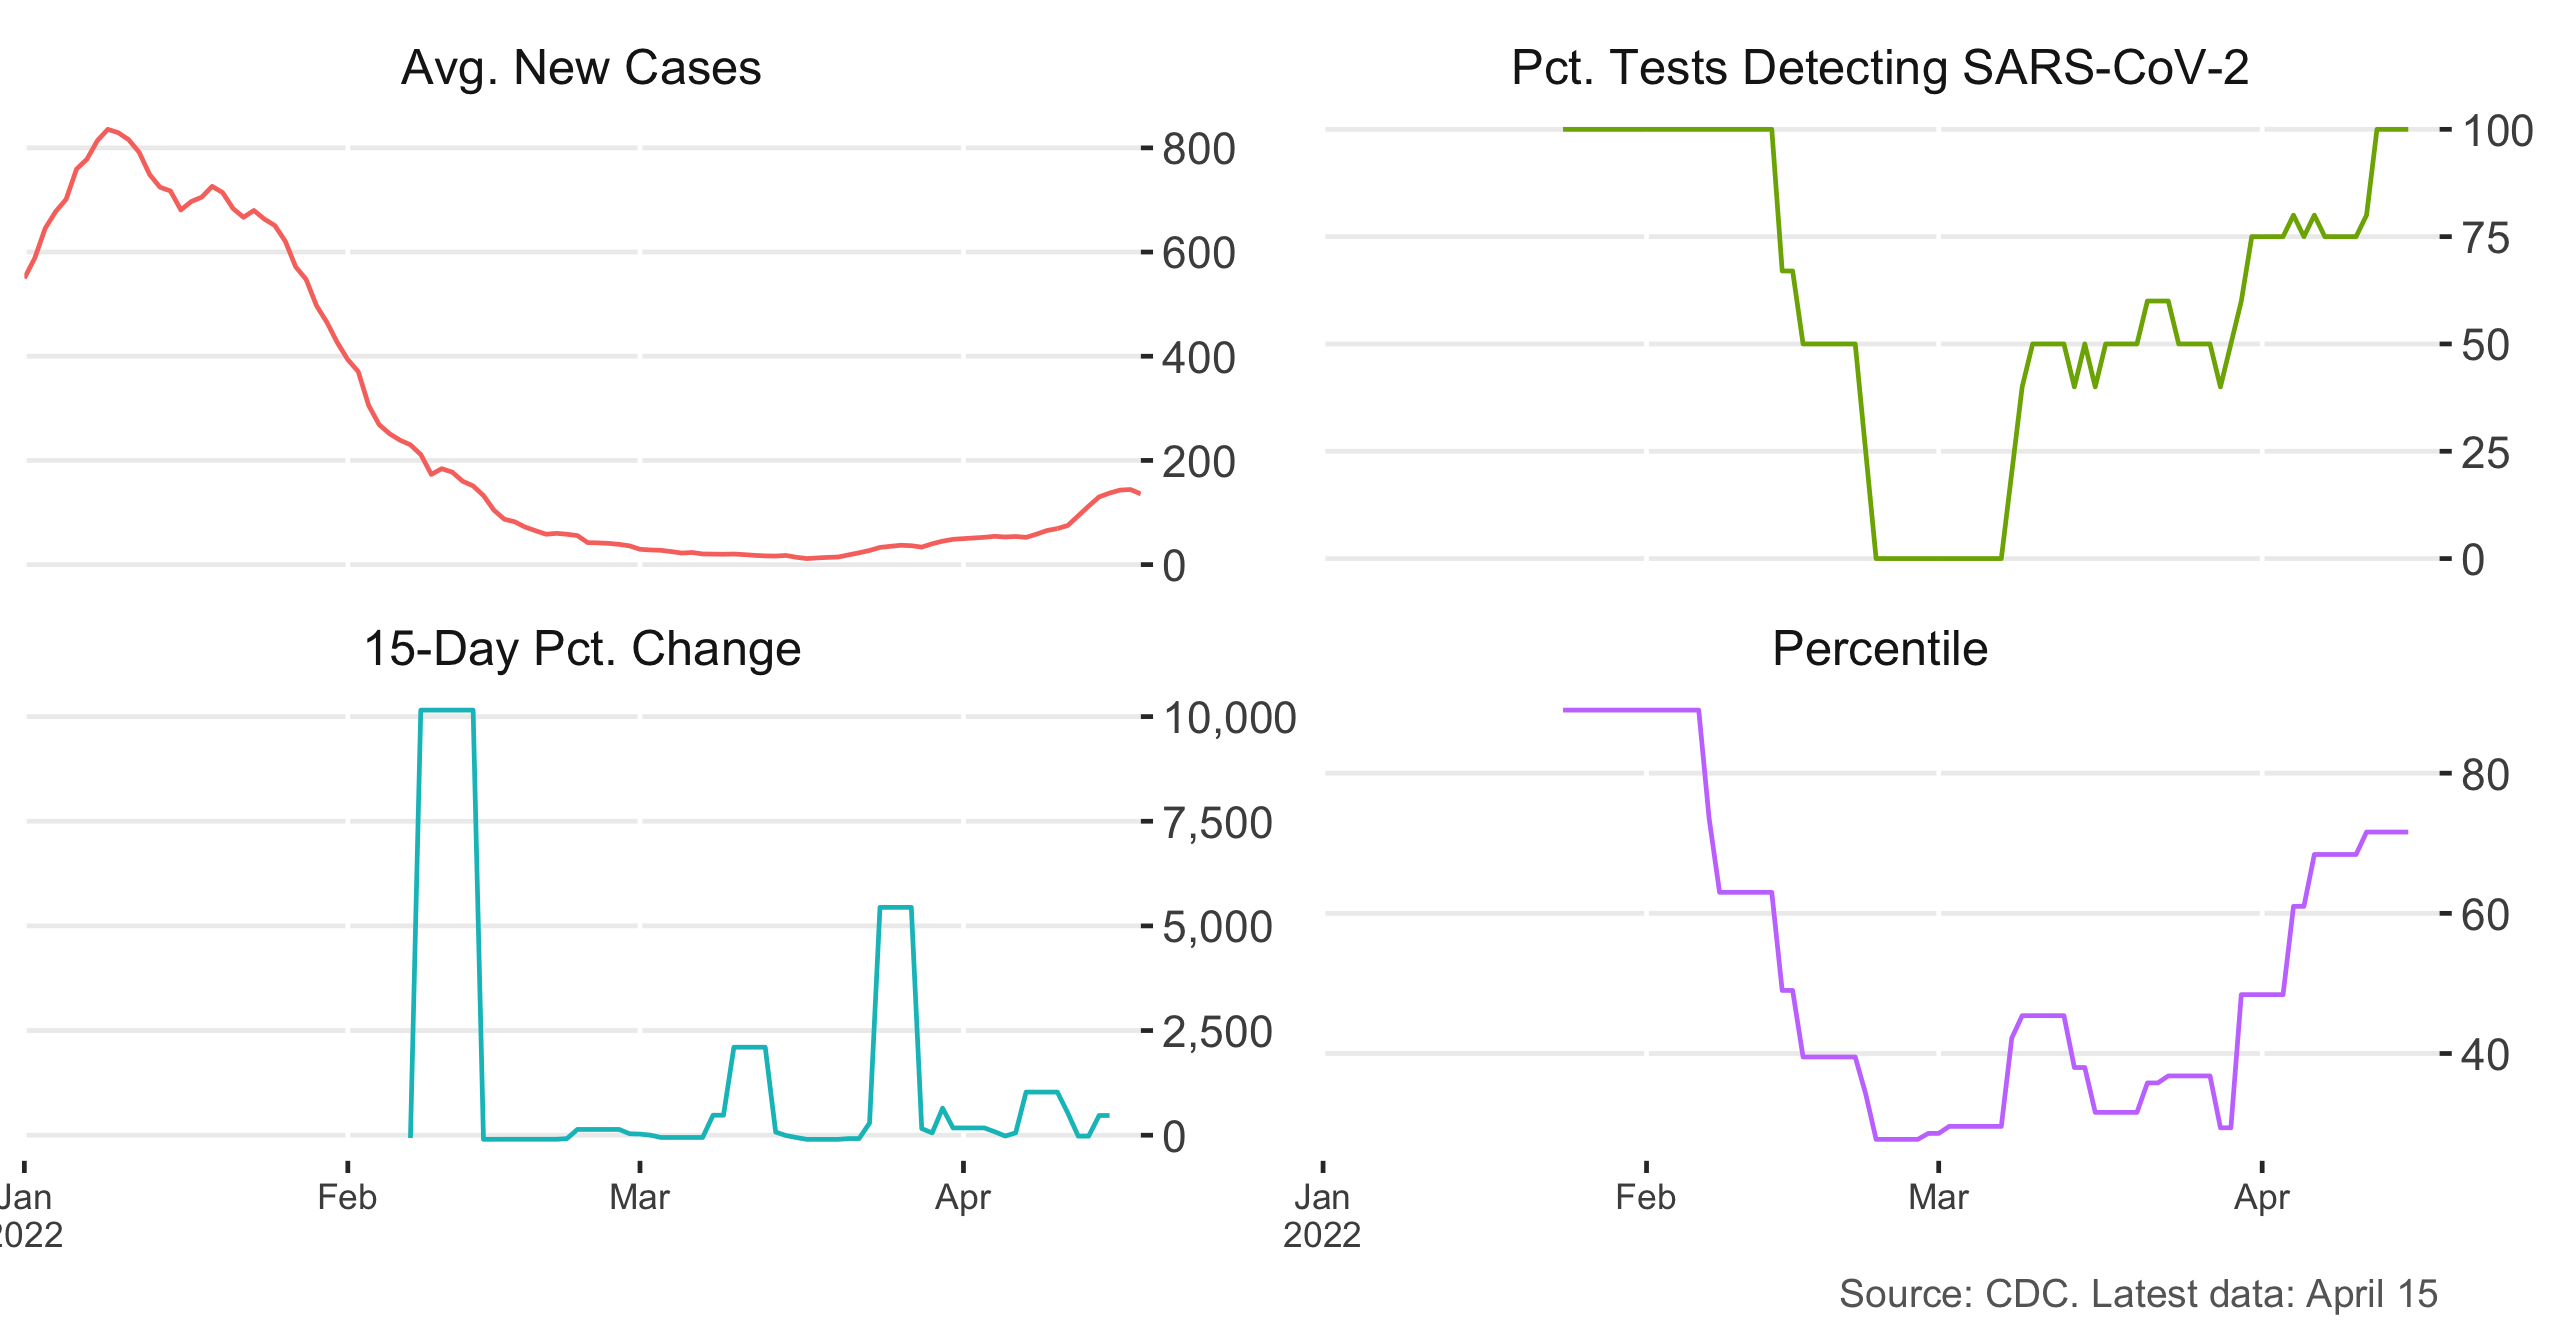 Avg. New Cases
800
600
400
200
0
Pct. Tests Detecting SARS-CoV-2
100
75
50
25
0
15-Day Pct. Change
10,000
7,500
5,000
2,500
0
Jan
2022
Feb
Mar
Apr
Percentile
80
60
40
Jan
2022
Feb
Mar
Apr
Source: CDC. Latest data: April 15